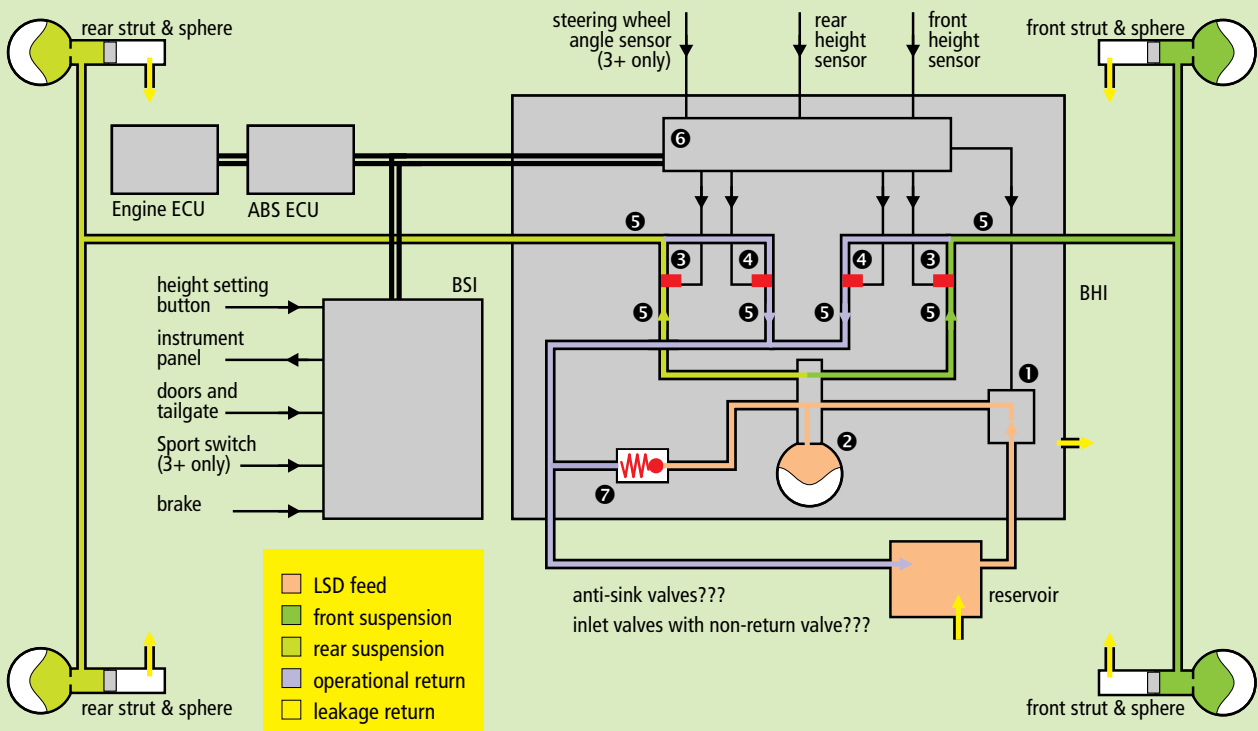 rear strut & sphere
steering wheel
angle sensor
(3+ only)
rear
height
sensor
front
height
sensor
front strut & sphere
❻
Engine ECU
ABS ECU
❺
❺
❸
❹
❹
❸
height setting
button
BSI
BHI
❺
❺
❺
❺
instrument
panel
❶
doors and
tailgate
Sport switch
(3+ only)
❷
❼
brake
LSD feed
front suspension
rear suspension
operational return
leakage return
anti-sink valves???
inlet valves with non-return valve???
reservoir
rear strut & sphere
front strut & sphere